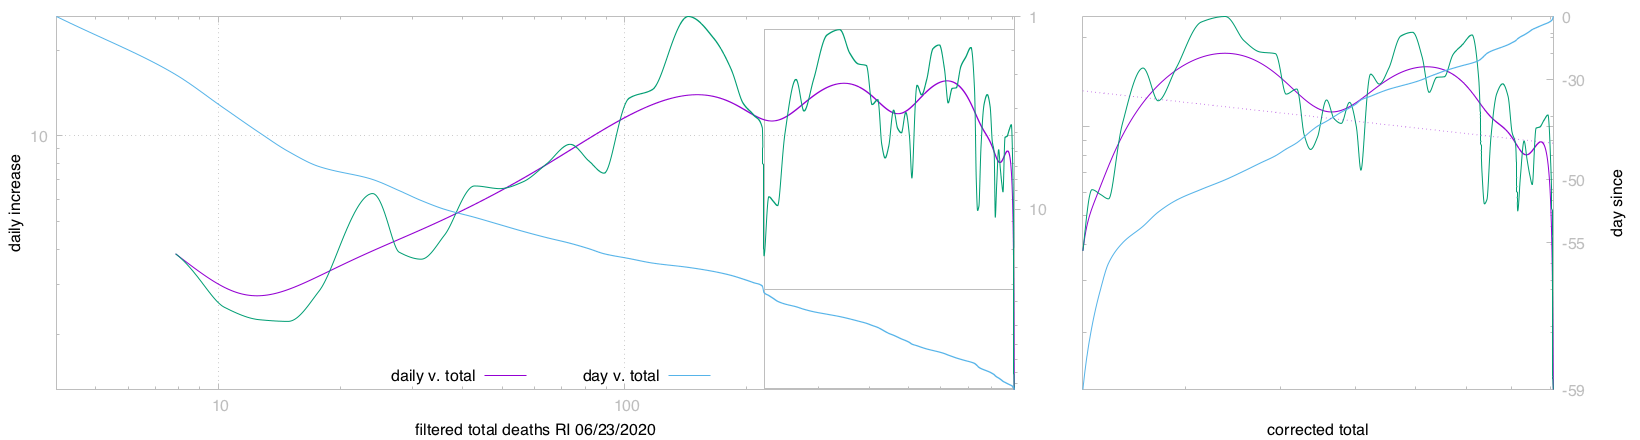 daily increase
10
daily v. total
day v. total
10
100
filtered total deaths RI 06/23/2020
1
10
0
-30
-50
-55
-59
day since
corrected total